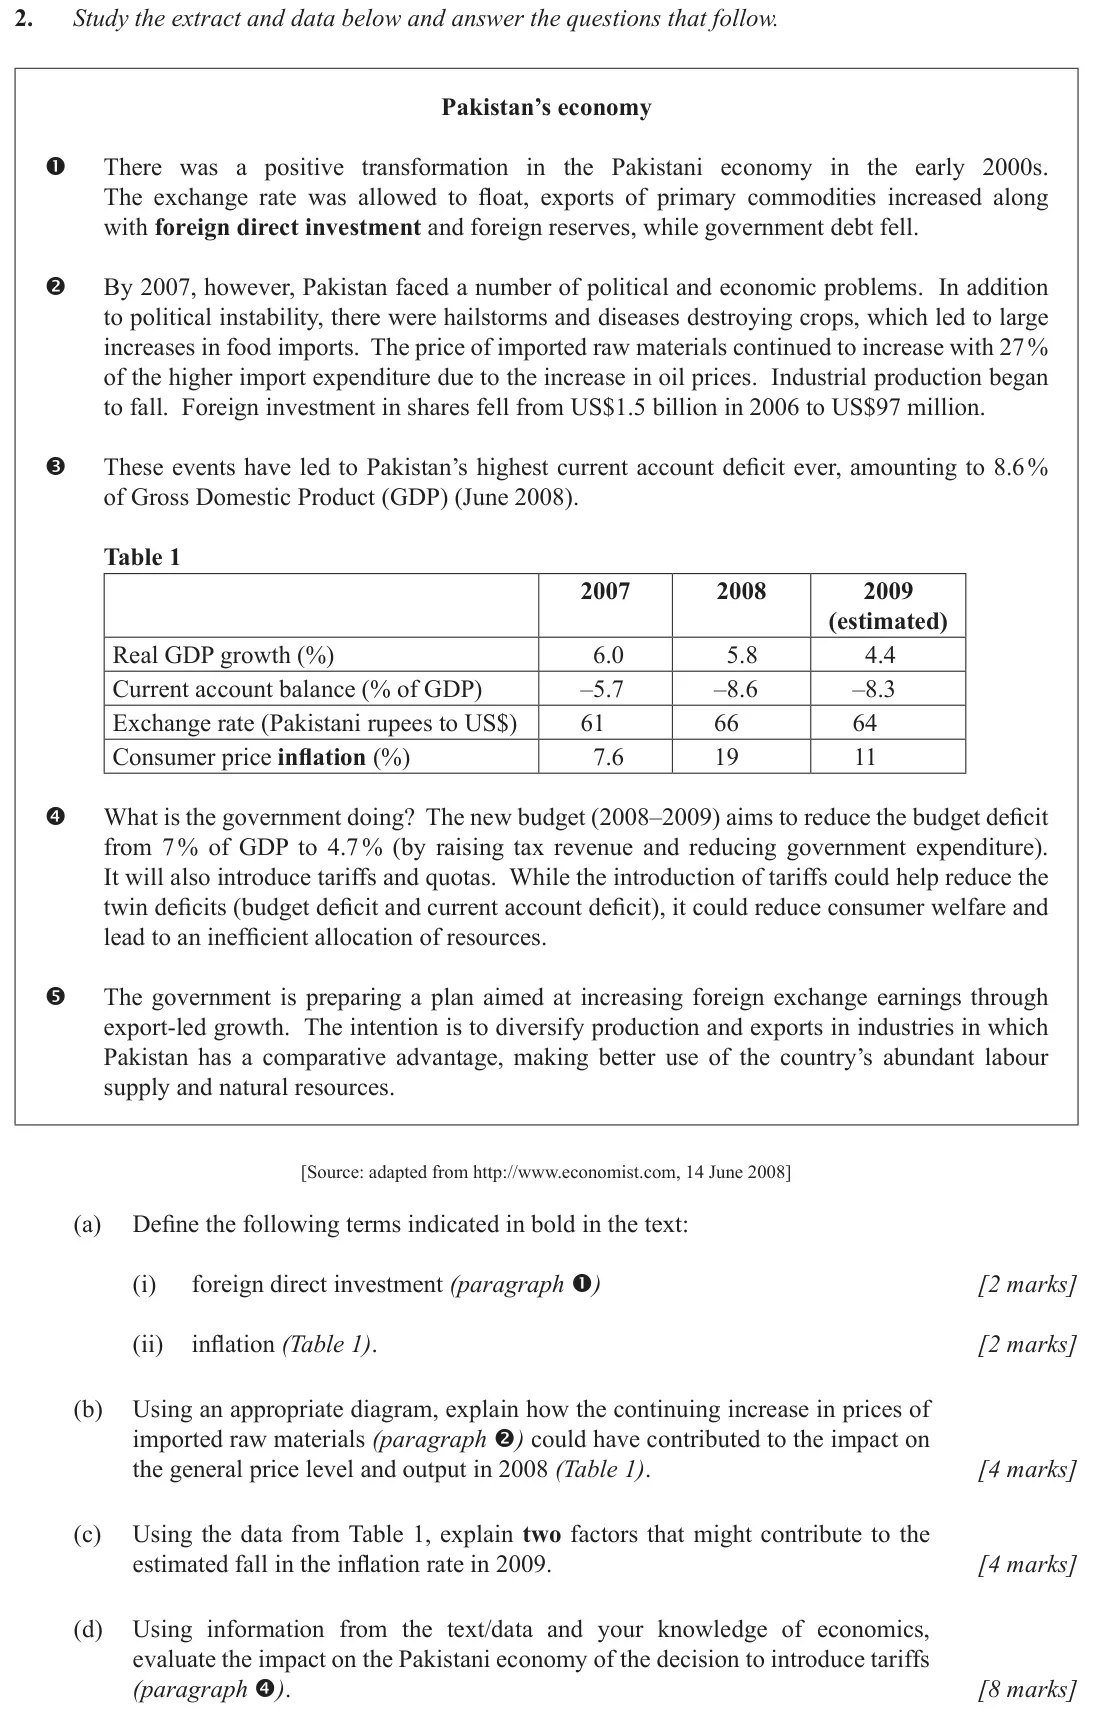 2. Study the extract and data below and answer the questions that follow.
Pakistan's economy
❶ There was a positive transformation in the Pakistani economy in the early 2000s.
The exchange rate was allowed to float, exports of primary commodities increased along
with foreign direct investment and foreign reserves, while government debt fell.
❷ By 2007, however, Pakistan faced a number of political and economic problems. In addition
to political instability, there were hailstorms and diseases destroying crops, which led to large
increases in food imports. The price of imported raw materials continued to increase with 27%
of the higher import expenditure due to the increase in oil prices. Industrial production began
to fall. Foreign investment in shares fell from US$1.5 billion in 2006 to US$97 million.
❸ These events have led to Pakistan's highest current account deficit ever, amounting to 8.6%
of Gross Domestic Product (GDP) (June 2008).
Table 1
2007 2008 2009
(estimated)
Real GDP growth (%) 6.0 5.8 4.4
Current account balance (% of GDP) –5.7 –8.6 –8.3
Exchange rate (Pakistani rupees to US$) 61 66 64
Consumer price inflation (%) 7.6 19 11
❹ What is the government doing? The new budget (2008–2009) aims to reduce the budget deficit
from 7% of GDP to 4.7% (by raising tax revenue and reducing government expenditure).
It will also introduce tariffs and quotas. While the introduction of tariffs could help reduce the
twin deficits (budget deficit and current account deficit), it could reduce consumer welfare and
lead to an inefficient allocation of resources.
❺ The government is preparing a plan aimed at increasing foreign exchange earnings through
export-led growth. The intention is to diversify production and exports in industries in which
Pakistan has a comparative advantage, making better use of the country's abundant labour
supply and natural resources.
[Source: adapted from http://www.economist.com, 14 June 2008]
(a) Define the following terms indicated in bold in the text:
(i) foreign direct investment (paragraph ❶) [2 marks]
(ii) inflation (Table 1). [2 marks]
(b) Using an appropriate diagram, explain how the continuing increase in prices of
imported raw materials (paragraph ❷) could have contributed to the impact on
the general price level and output in 2008 (Table 1). [4 marks]
(c) Using the data from Table 1, explain two factors that might contribute to the
estimated fall in the inflation rate in 2009. [4 marks]
(d) Using information from the text/data and your knowledge of economics,
evaluate the impact on the Pakistani economy of the decision to introduce tariffs
(paragraph ❹). [8 marks]